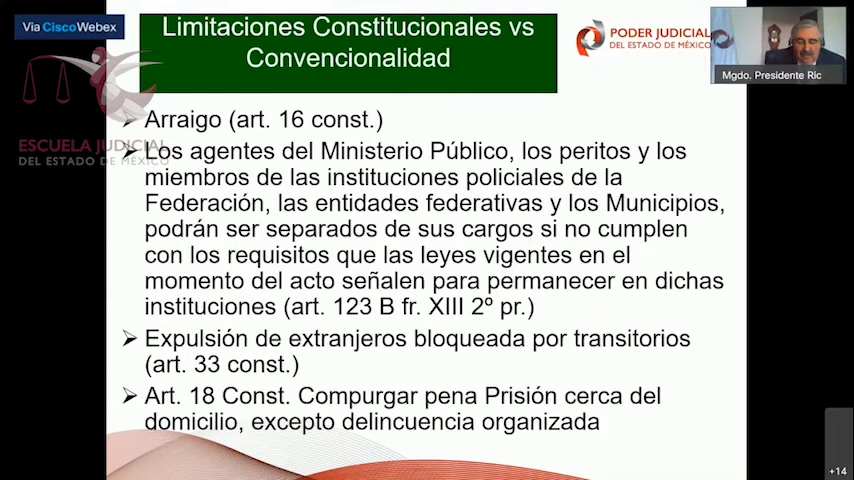 Vía Cisco Webex
Limitaciones Constitucionales vs
Convencionalidad
PODER JUDICIAL
DEL ESTADO DE MÉXICO
Mgdo. Presidente Ric
ESCUELA JUDICIAL
DEL ESTADO DE MÉXICO
Arraigo (art. 16 const.)
Los agentes del Ministerio Público, los peritos y los
miembros de las instituciones policiales de la
Federación, las entidades federativas y los Municipios,
podrán ser separados de sus cargos si no cumplen
con los requisitos que las leyes vigentes en el
momento del acto señalen para permanecer en dichas
instituciones (art. 123 B fr. XIII 2º pr.)
Expulsión de extranjeros bloqueada por transitorios
(art. 33 const.)
Art. 18 Const. Compurgar pena Prisión cerca del
domicilio, excepto delincuencia organizada
+14